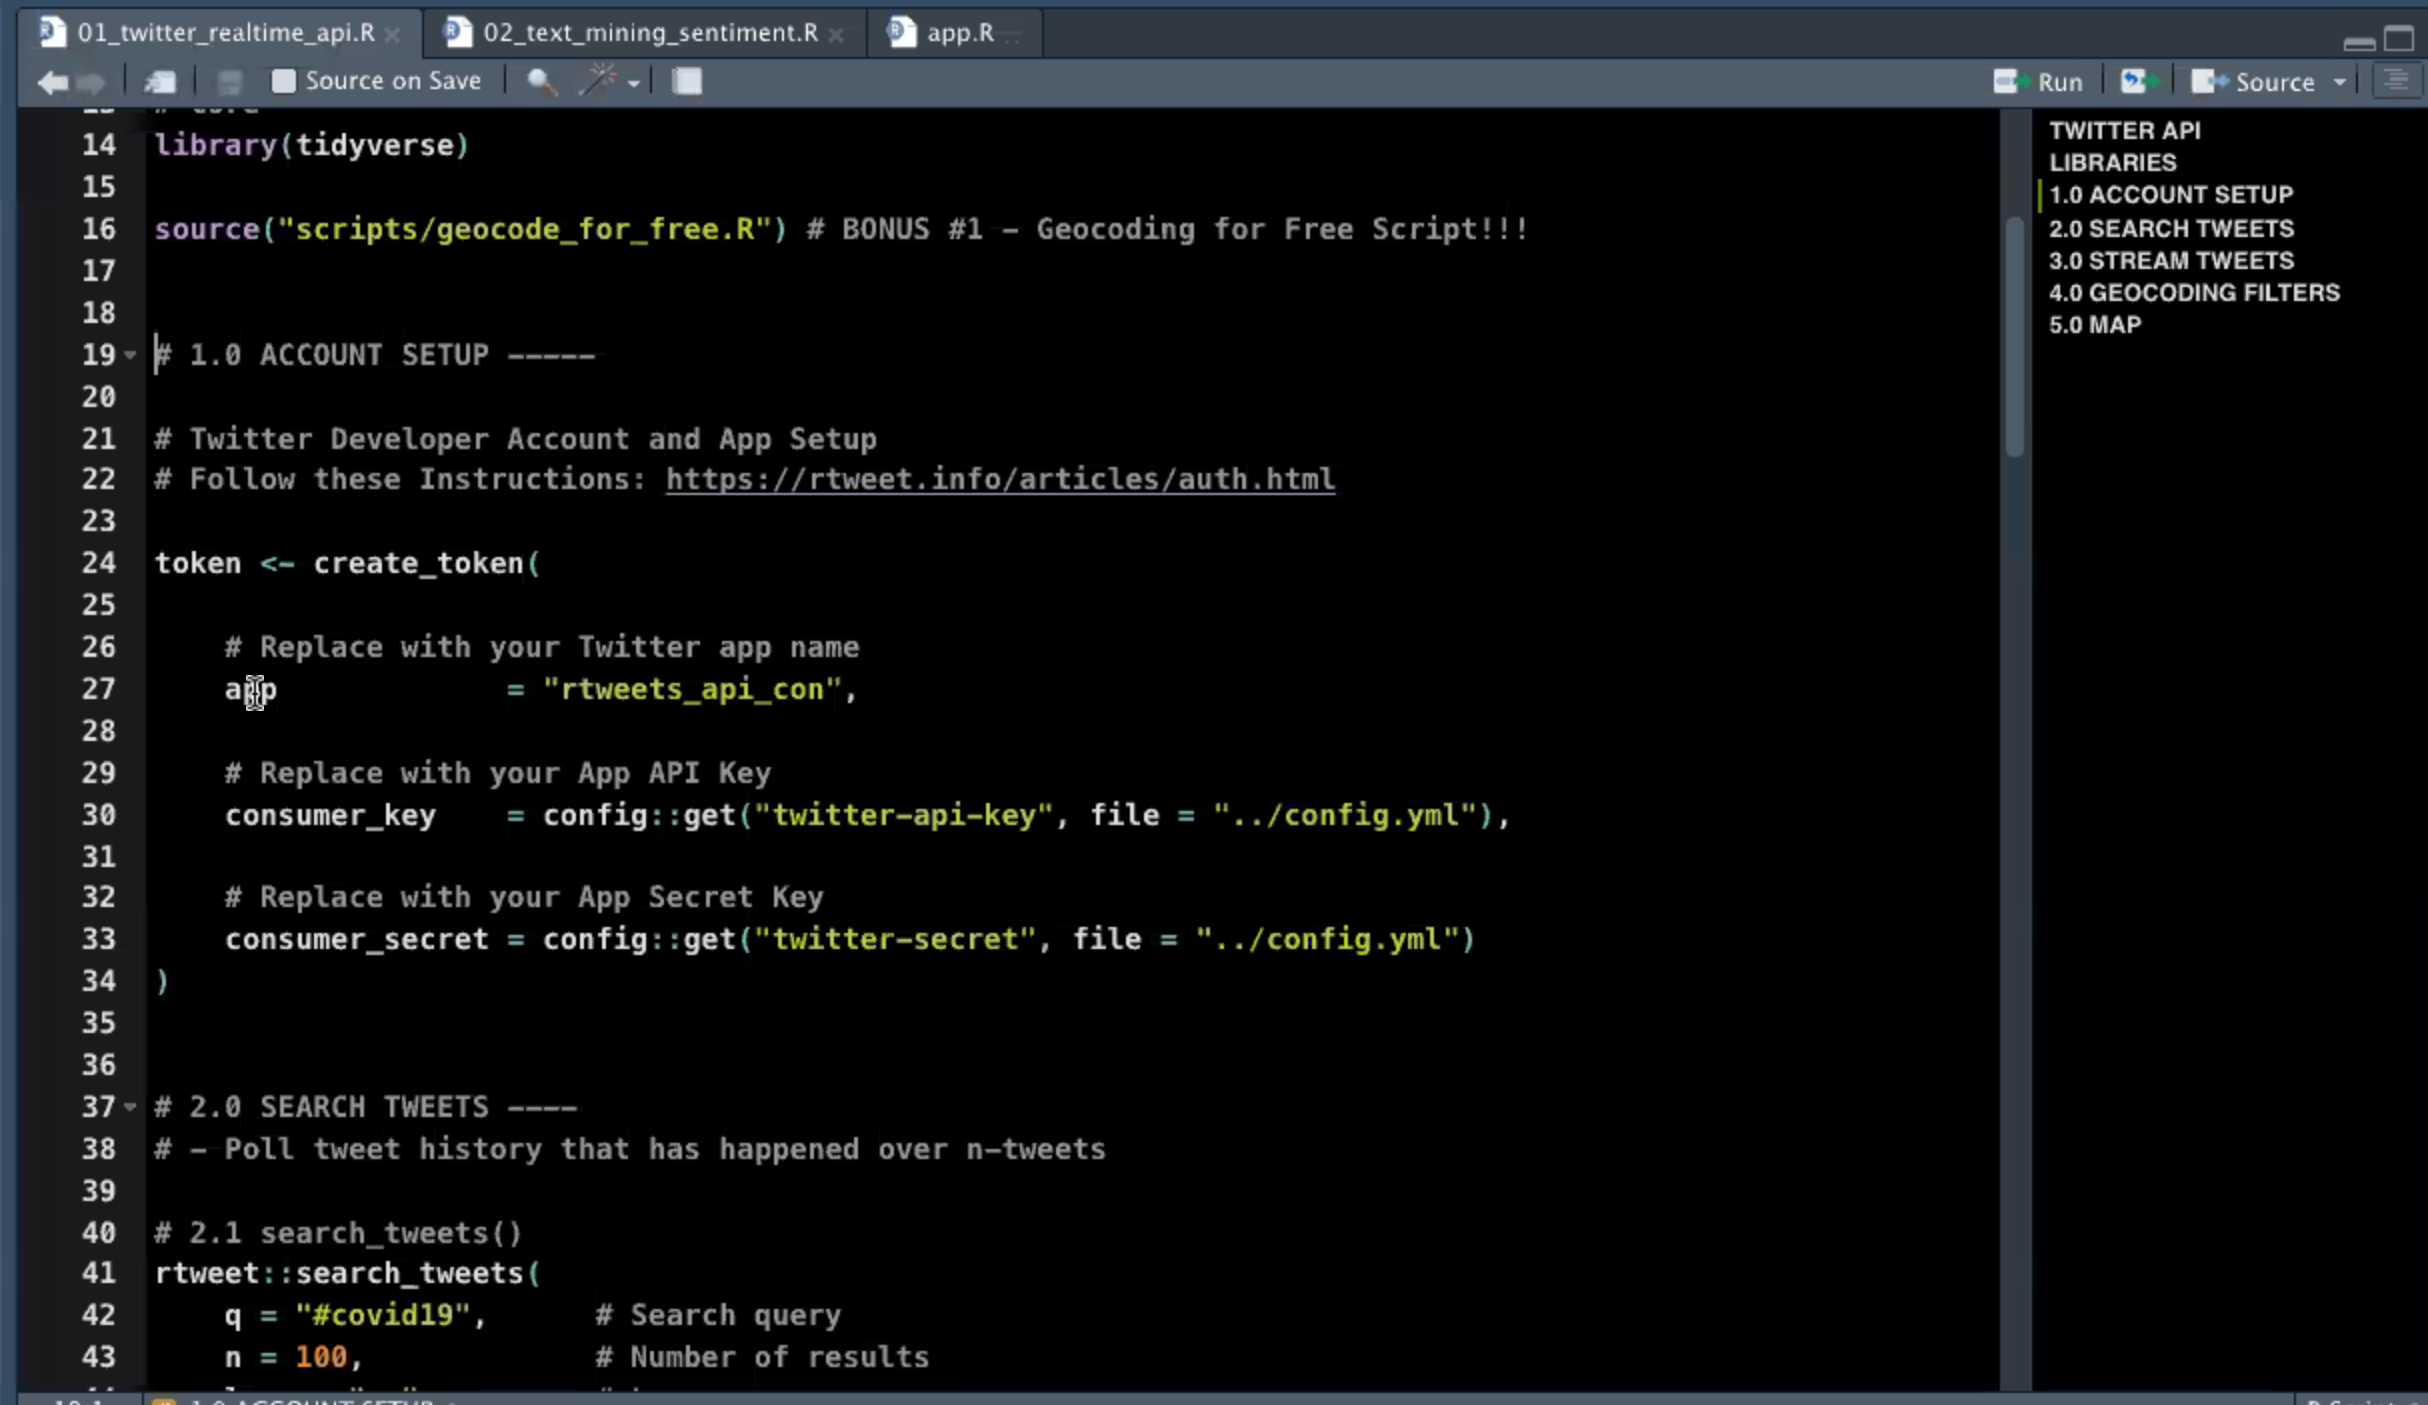 01_twitter_realtime_api.R
02_text_mining_sentiment.R
app.R
Source on Save
Run
Source
14 library(tidyverse)
15
16 source("scripts/geocode_for_free.R") # BONUS #1 – Geocoding for Free Script!!!
17
18
19 # 1.0 ACCOUNT SETUP -----
20
21 # Twitter Developer Account and App Setup
22 # Follow these Instructions: https://rtweet.info/articles/auth.html
23
24 token <- create_token(
25
26 # Replace with your Twitter app name
27 app = "rtweets_api_con",
28
29 # Replace with your App API Key
30 consumer_key = config::get("twitter-api-key", file = "../config.yml"),
31
32 # Replace with your App Secret Key
33 consumer_secret = config::get("twitter-secret", file = "../config.yml")
34 )
35
36
37 # 2.0 SEARCH TWEETS ----
38 # - Poll tweet history that has happened over n-tweets
39
40 # 2.1 search_tweets()
41 rtweet::search_tweets(
42 q = "#covid19", # Search query
43 n = 100, # Number of results
TWITTER API
LIBRARIES
1.0 ACCOUNT SETUP
2.0 SEARCH TWEETS
3.0 STREAM TWEETS
4.0 GEOCODING FILTERS
5.0 MAP